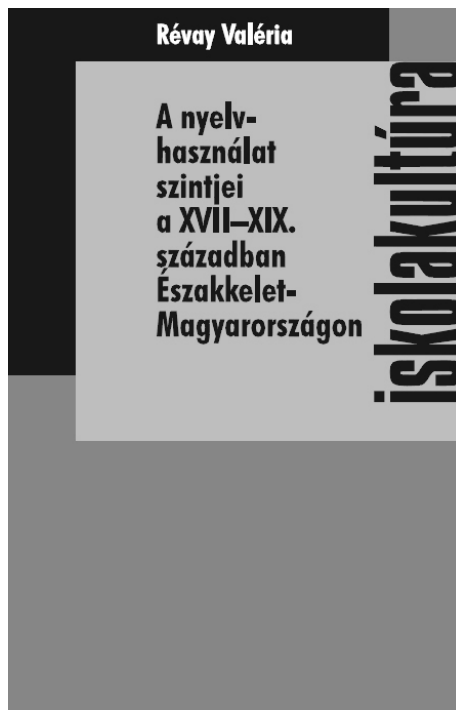 Révay Valéria
A nyelv-
használat
szintjei
a XVII–XIX.
században
Északkelet-
Magyarországon
iskolakultúra